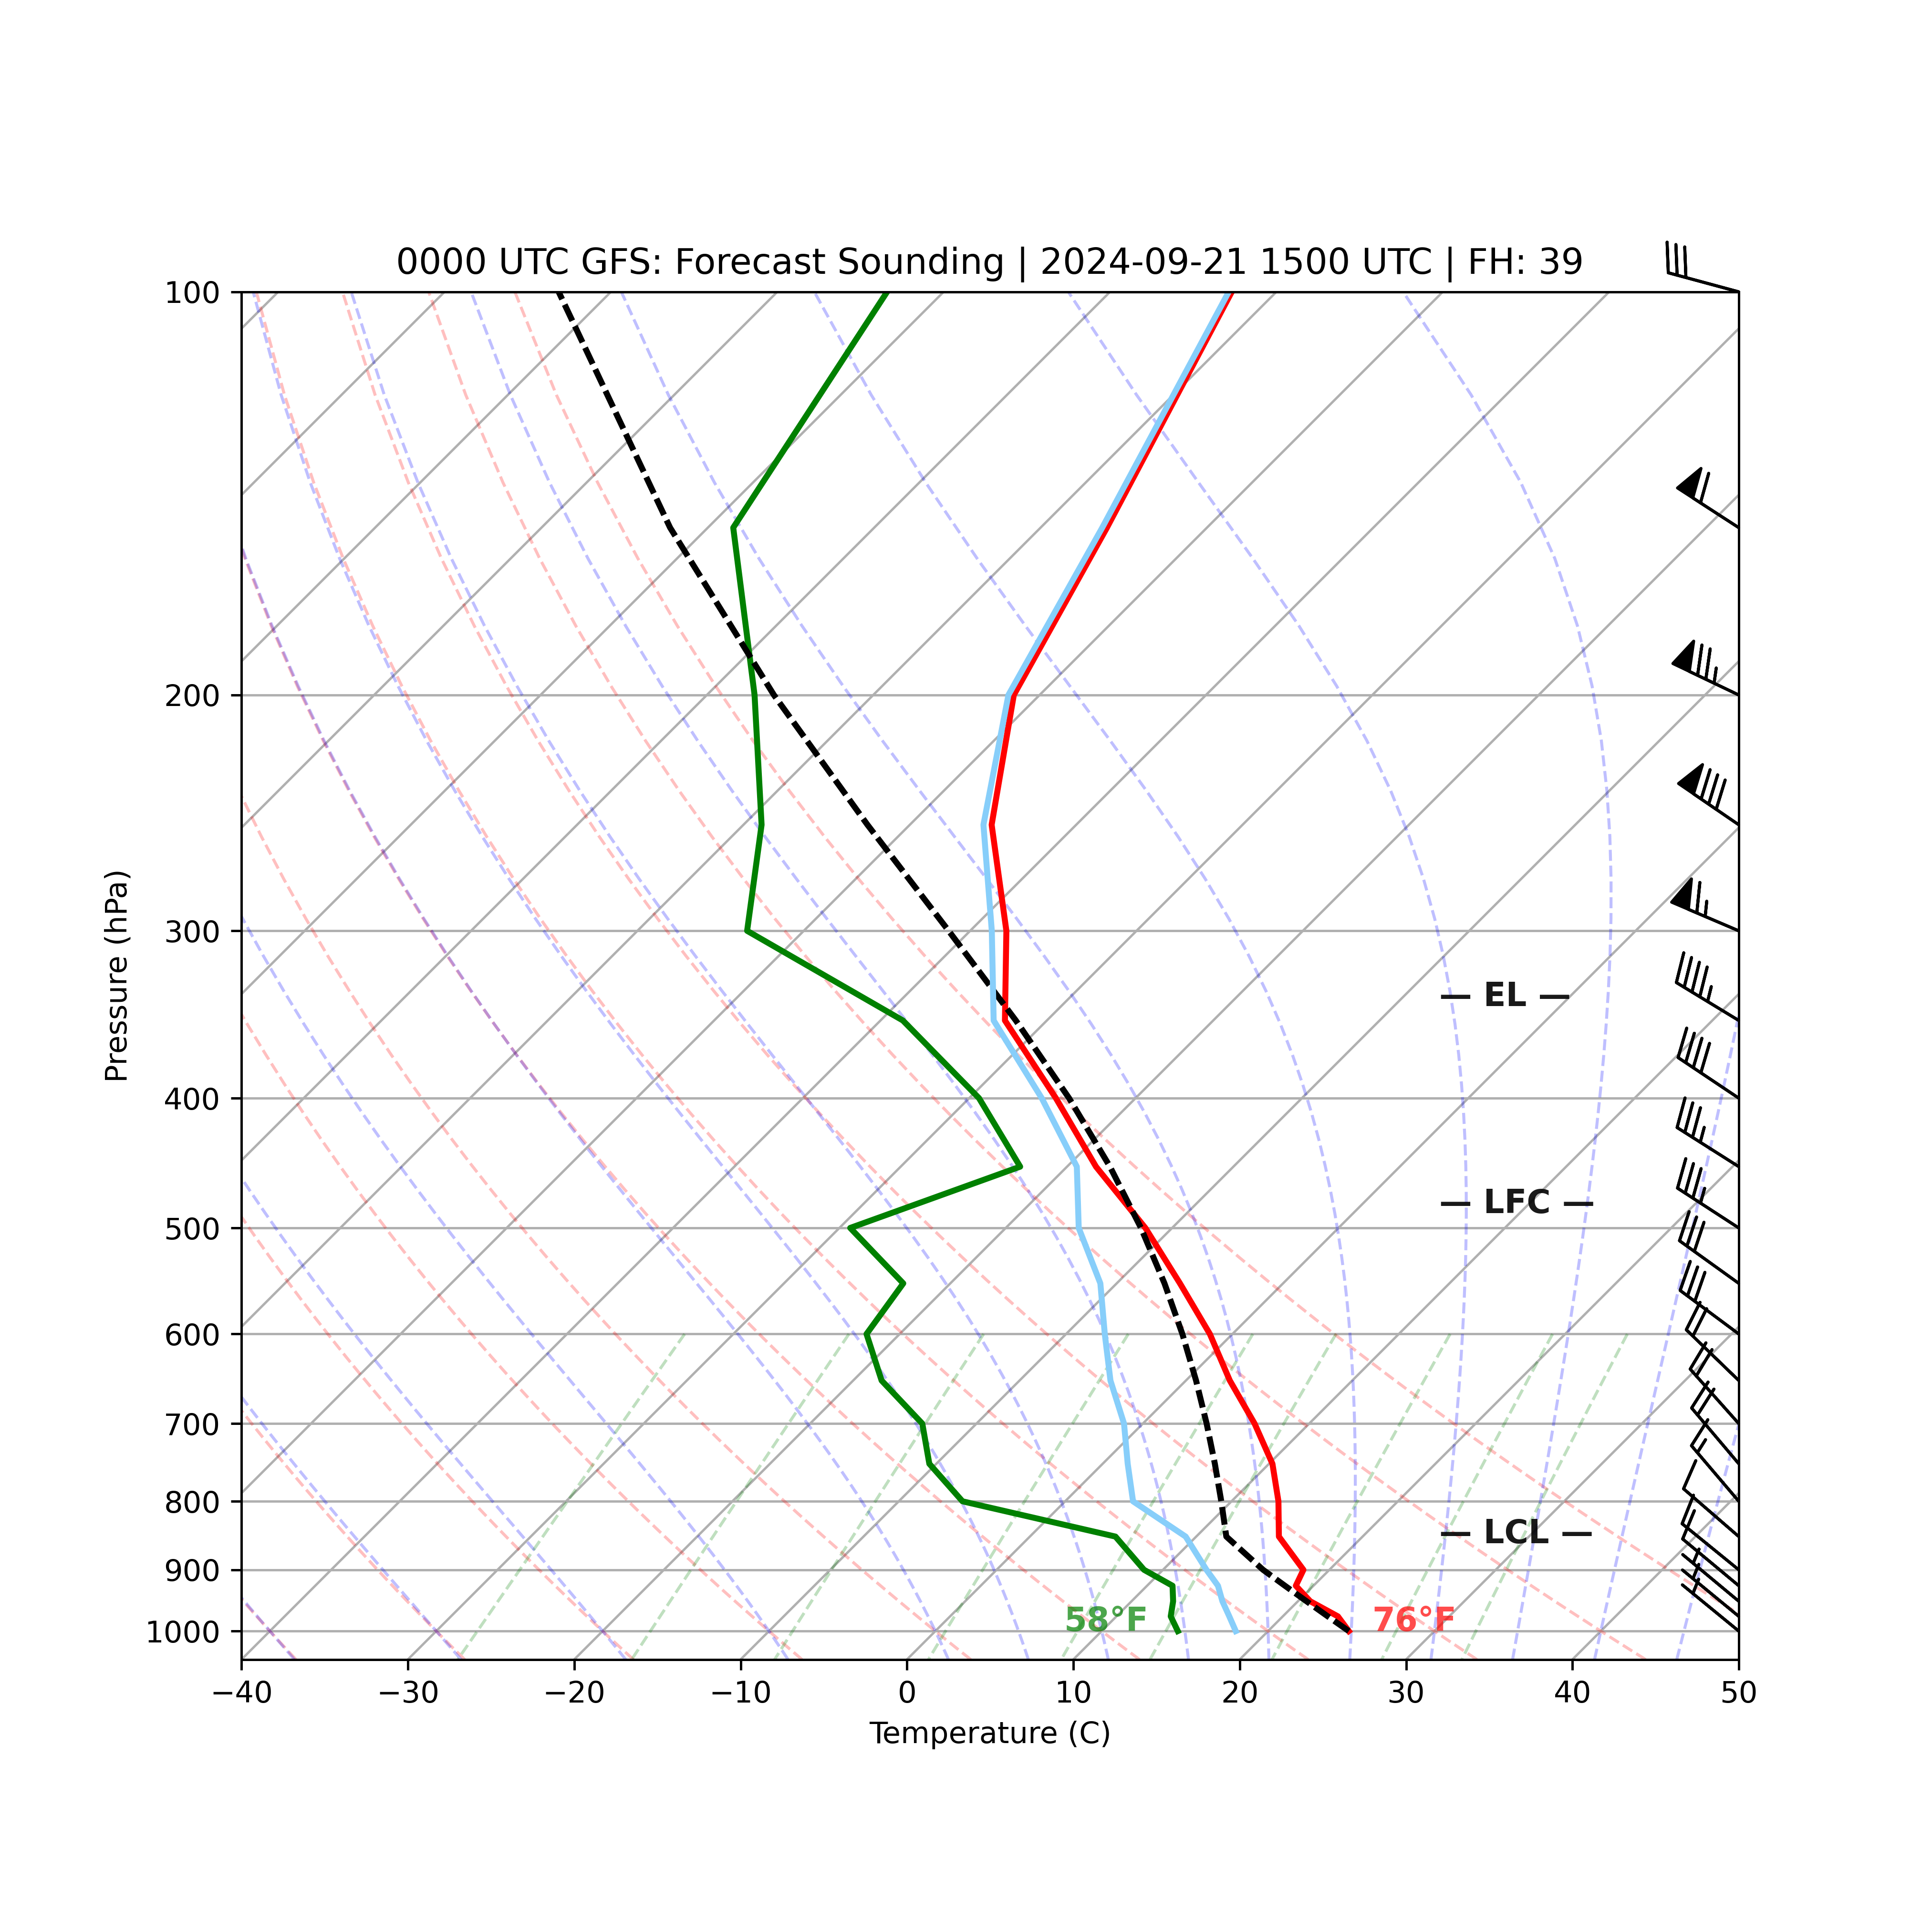 0000 UTC GFS: Forecast Sounding | 2024-09-21 1500 UTC | FH: 39
100
200
300
— EL —
Pressure (hPa)
400
— LFC —
500
600
700
800
— LCL —
900
58°F
76°F
1000
−40 −30 −20 −10 0 10 20 30 40 50
Temperature (C)